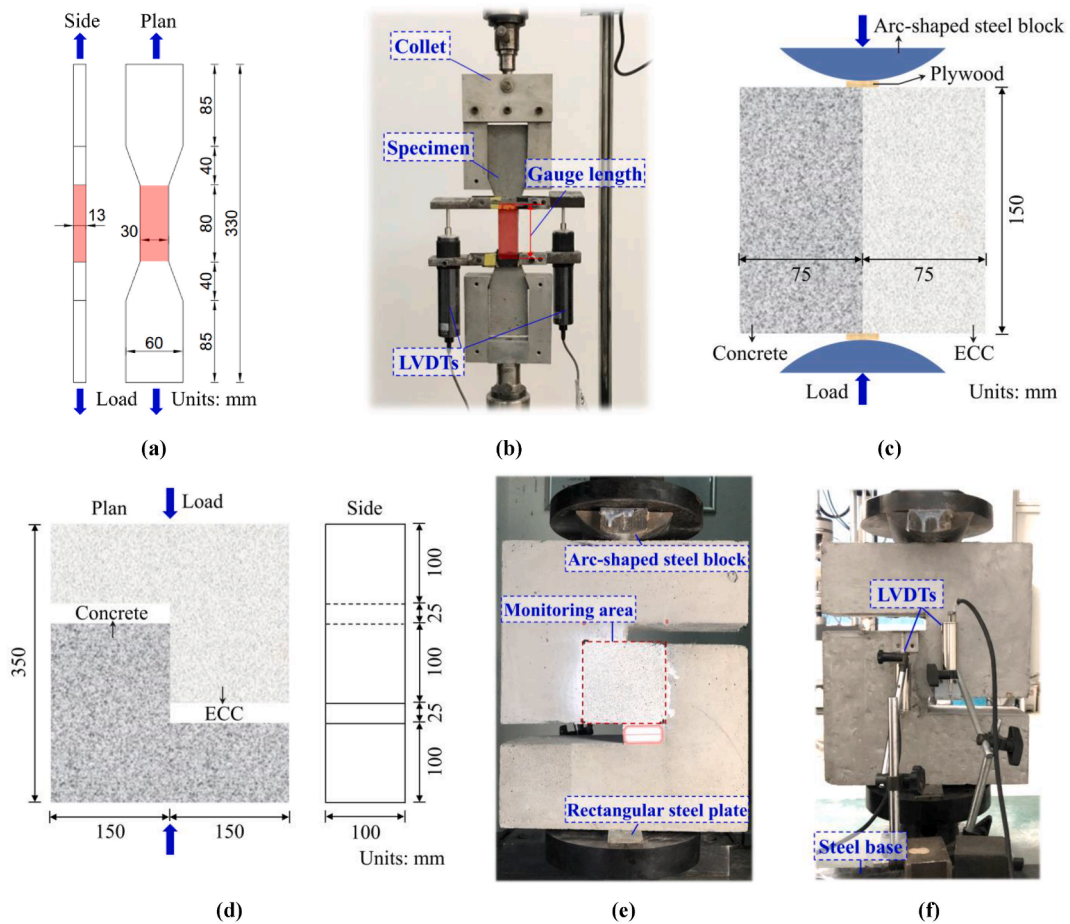 Side
Plan
85
40
13
30
80
330
40
60
85
Load
Units: mm
(a)
Collet
Specimen
Gauge length
LVDTs
(b)
Arc-shaped steel block
Plywood
150
75
75
Concrete
ECC
Load
Units: mm
(c)
Plan
Load
350
Concrete
ECC
150
150
Side
100
25
100
25
100
100
Units: mm
(d)
Arc-shaped steel block
Monitoring area
Rectangular steel plate
(e)
LVDTs
Steel base
(f)